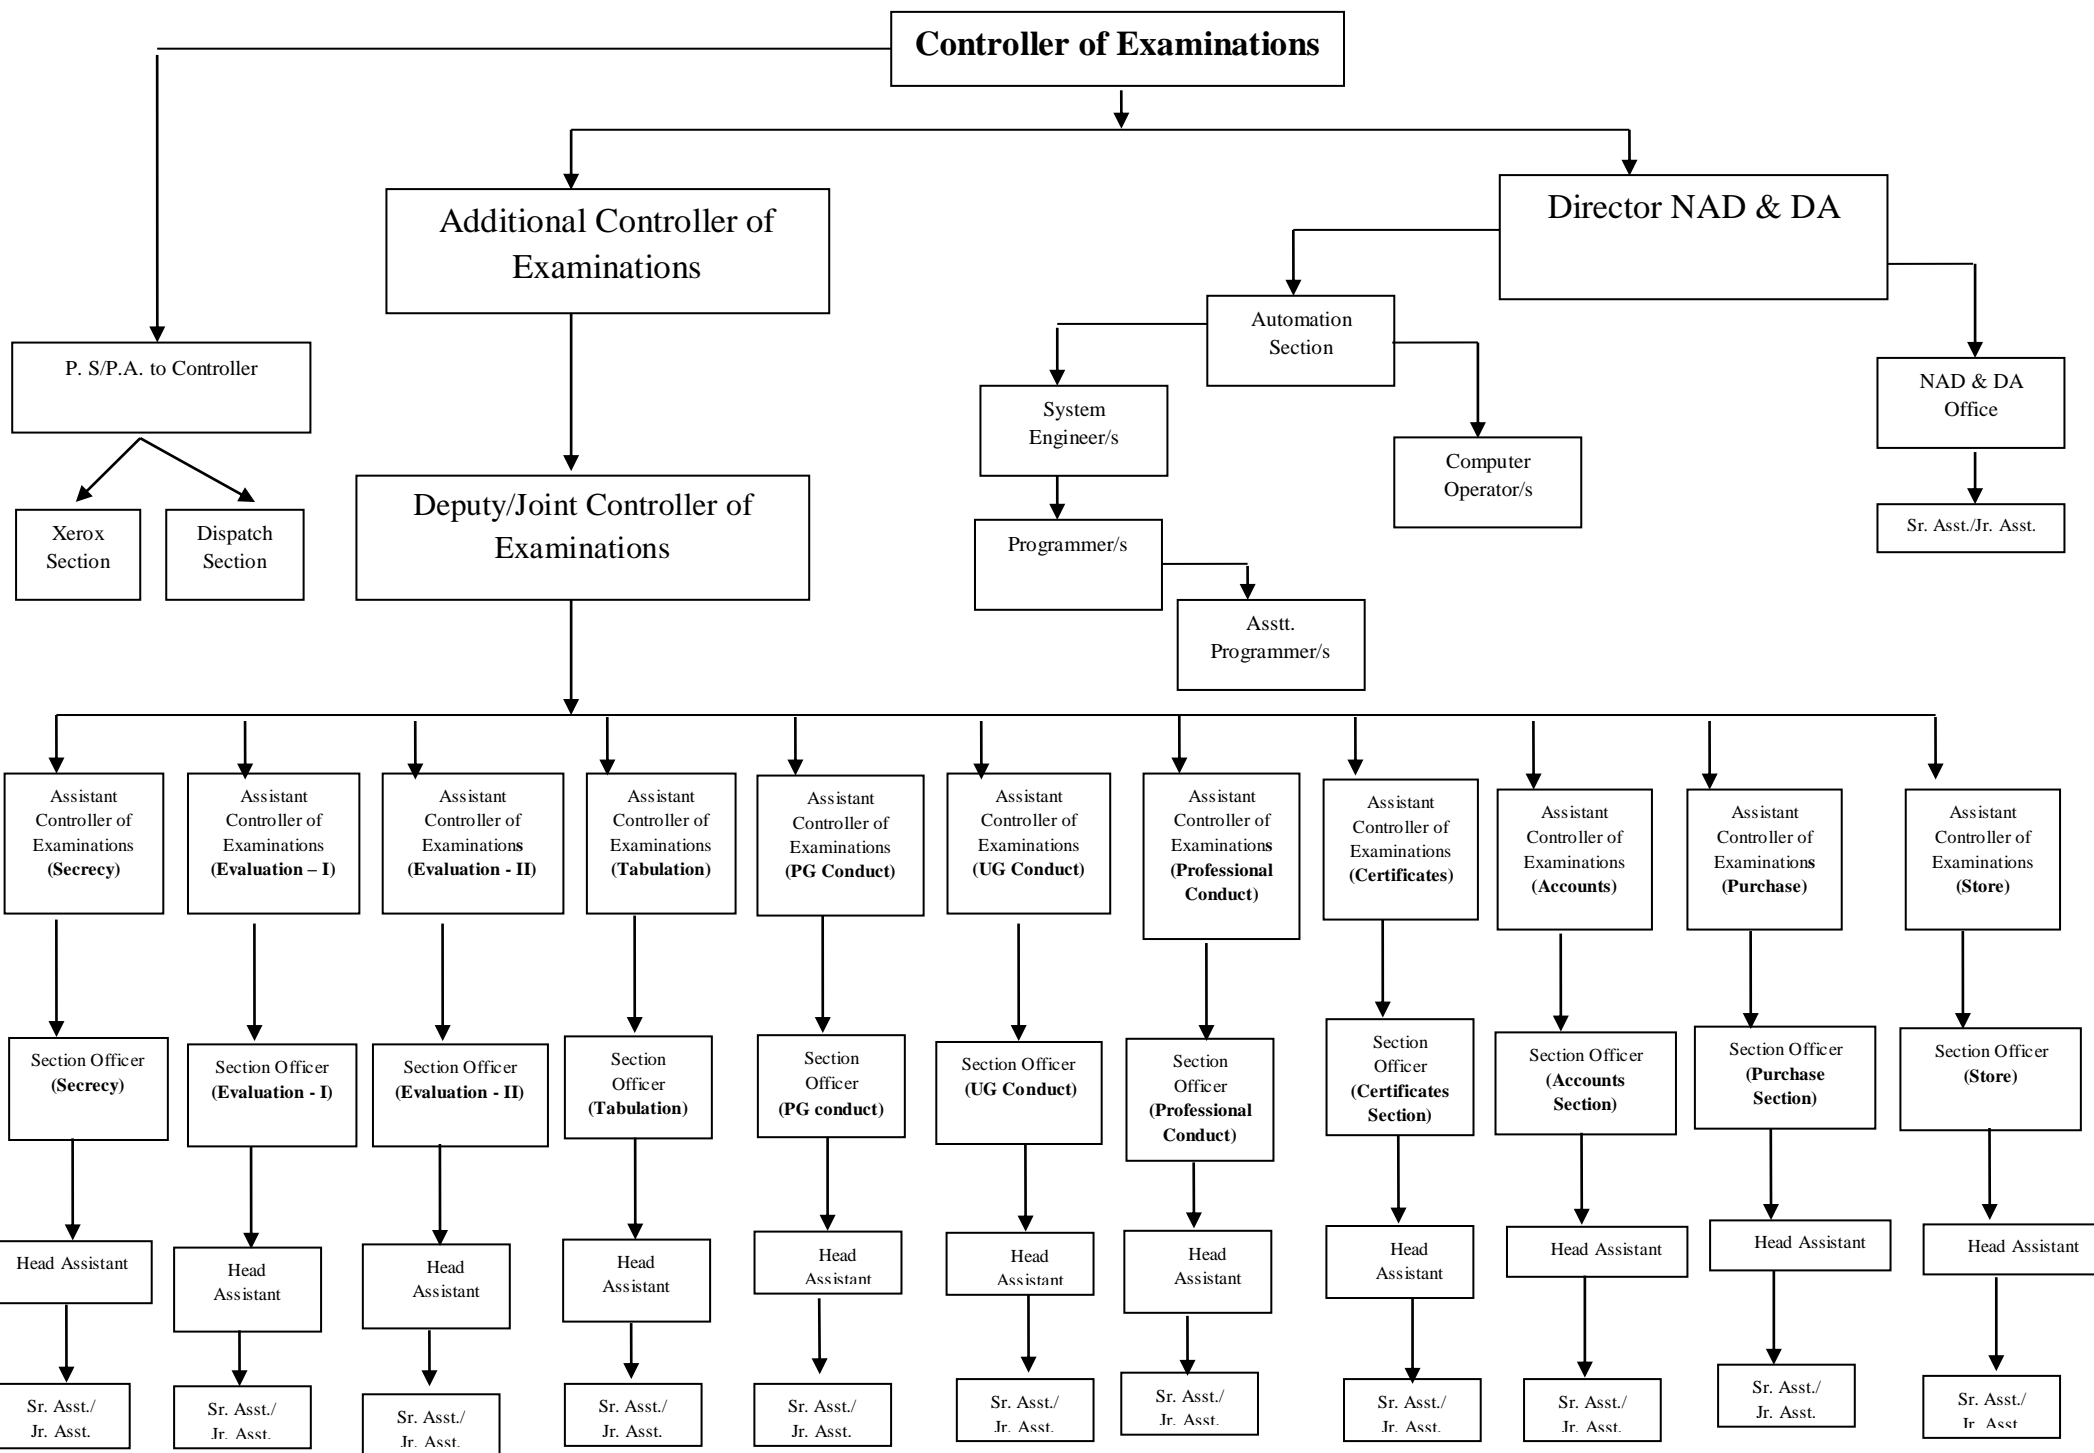 Controller of Examinations
Additional Controller of
Examinations
Director NAD & DA
P. S/P.A. to Controller
Automation
Section
NAD & DA
Office
System
Engineer/s
Computer
Operator/s
Xerox
Section
Dispatch
Section
Deputy/Joint Controller of
Examinations
Programmer/s
Sr. Asst./Jr. Asst.
Asstt.
Programmer/s
Assistant
Controller of
Examinations
(Secrecy)
Assistant
Controller of
Examinations
(Evaluation – I)
Assistant
Controller of
Examinations
(Evaluation - II)
Assistant
Controller of
Examinations
(Tabulation)
Assistant
Controller of
Examinations
(PG Conduct)
Assistant
Controller of
Examinations
(UG Conduct)
Assistant
Controller of
Examinations
(Professional
Conduct)
Assistant
Controller of
Examinations
(Certificates)
Assistant
Controller of
Examinations
(Accounts)
Assistant
Controller of
Examinations
(Purchase)
Assistant
Controller of
Examinations
(Store)
Section Officer
(Secrecy)
Section Officer
(Evaluation - I)
Section Officer
(Evaluation - II)
Section
Officer
(Tabulation)
Section
Officer
(PG conduct)
Section Officer
(UG Conduct)
Section
Officer
(Professional
Conduct)
Section
Officer
(Certificates
Section)
Section Officer
(Accounts
Section)
Section Officer
(Purchase
Section)
Section Officer
(Store)
Head Assistant
Head
Assistant
Head
Assistant
Head
Assistant
Head
Assistant
Head
Assistant
Head
Assistant
Head
Assistant
Head Assistant
Head Assistant
Head Assistant
Sr. Asst./
Jr. Asst.
Sr. Asst./
Jr. Asst.
Sr. Asst./
Jr. Asst.
Sr. Asst./
Jr. Asst.
Sr. Asst./
Jr. Asst.
Sr. Asst./
Jr. Asst.
Sr. Asst./
Jr. Asst.
Sr. Asst./
Jr. Asst.
Sr. Asst./
Jr. Asst.
Sr. Asst./
Jr. Asst.
Sr. Asst./
Jr. Asst